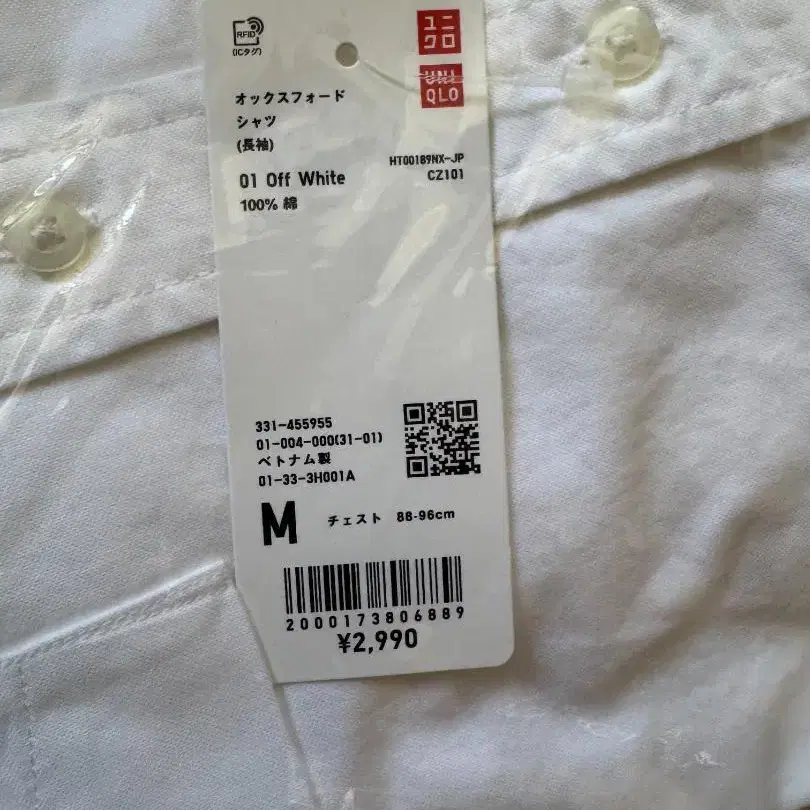 RFID
(ICタグ)
ユニ
クロ
UNI
QLO
オックスフォード
シャツ
(長袖)
HT00189NX-JP
01 Off White
CZ101
100% 綿
331-455955
01-004-000(31-01)
ベトナム製
01-33-3H001A
M チェスト 88-96cm
2000173806889
¥2,990